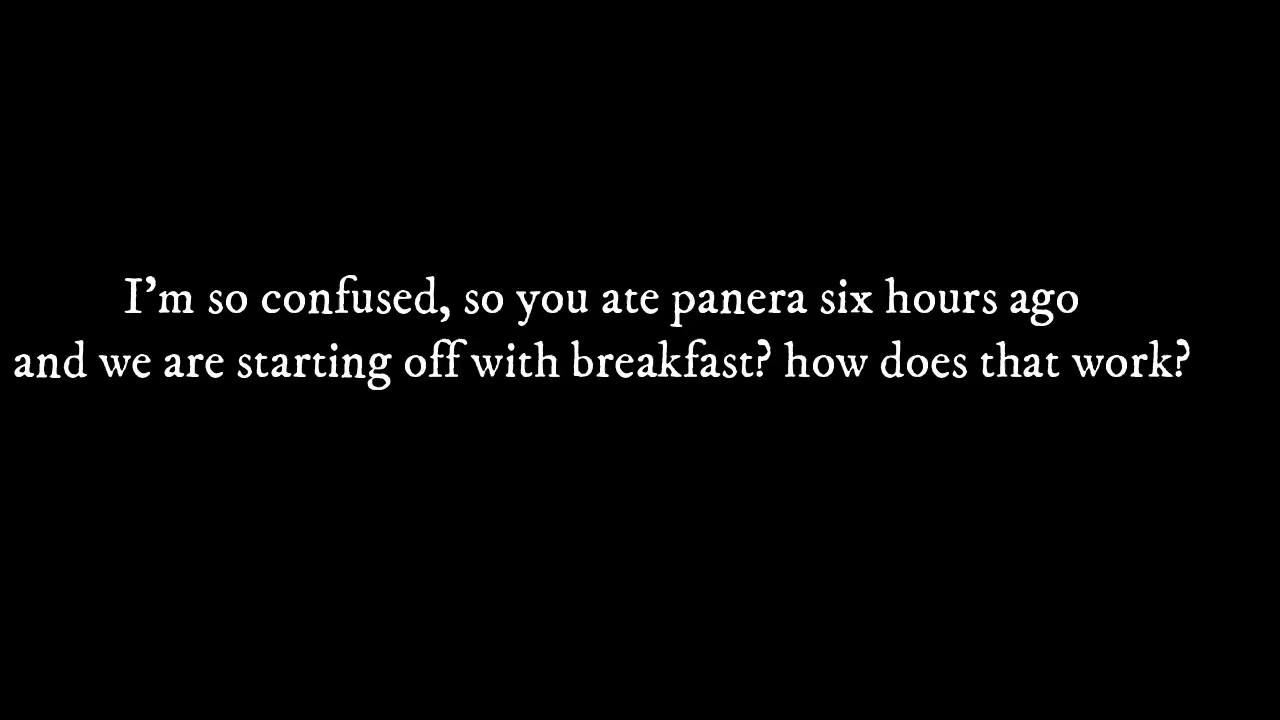 I'm so confused, so you ate panera six hours ago
and we are starting off with breakfast? how does that work?